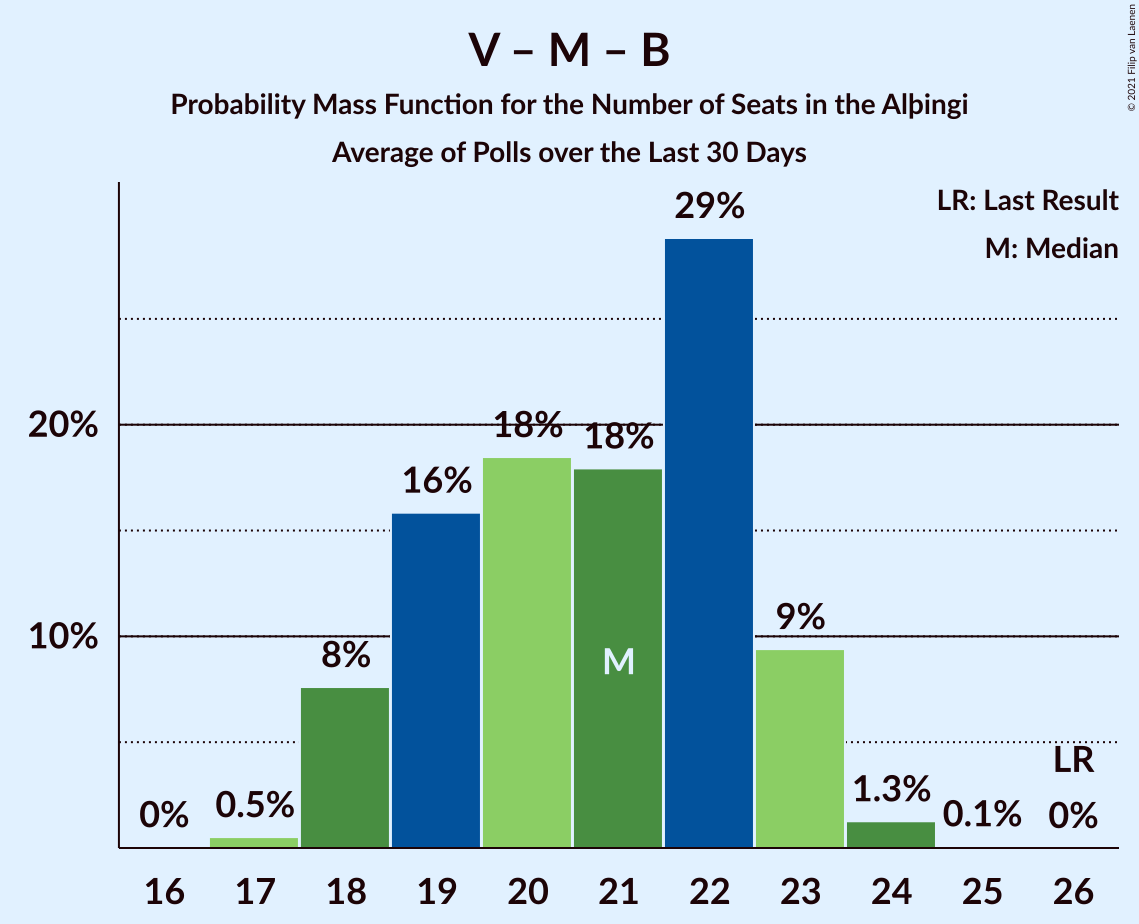 V – M – B
Probability Mass Function for the Number of Seats in the Alþingi
Average of Polls over the Last 30 Days
© 2021 Filip van Laenen
LR: Last Result
M: Median
29%
20%
18%
18%
16%
10%
9%
8%
M
LR
0%
0.5%
1.3%
0.1%
0%
16 17 18 19 20 21 22 23 24 25 26